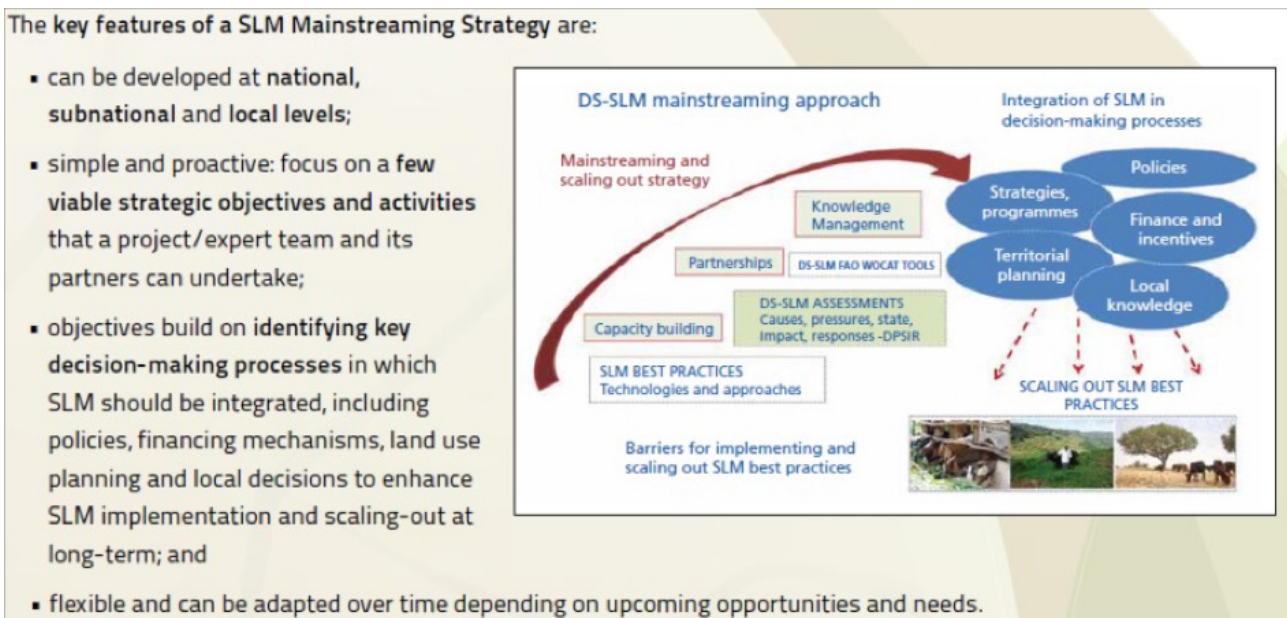 The key features of a SLM Mainstreaming Strategy are:
▪ can be developed at national,
subnational and local levels;
▪ simple and proactive: focus on a few
viable strategic objectives and activities
that a project/expert team and its
partners can undertake;
▪ objectives build on identifying key
decision-making processes in which
SLM should be integrated, including
policies, financing mechanisms, land use
planning and local decisions to enhance
SLM implementation and scaling-out at
long-term; and
▪ flexible and can be adapted over time depending on upcoming opportunities and needs.
DS-SLM mainstreaming approach
Integration of SLM in
decision-making processes
Mainstreaming and
scaling out strategy
Policies
Strategies,
programmes
Finance and
incentives
Territorial
planning
Local
knowledge
Knowledge
Management
Partnerships
DS-SLM FAO WOCAT TOOLS
Capacity building
DS-SLM ASSESSMENTS
Causes, pressures, state,
Impact, responses -DPSIR
SLM BEST PRACTICES
Technologies and approaches
SCALING OUT SLM BEST
PRACTICES
Barriers for implementing and
scaling out SLM best practices